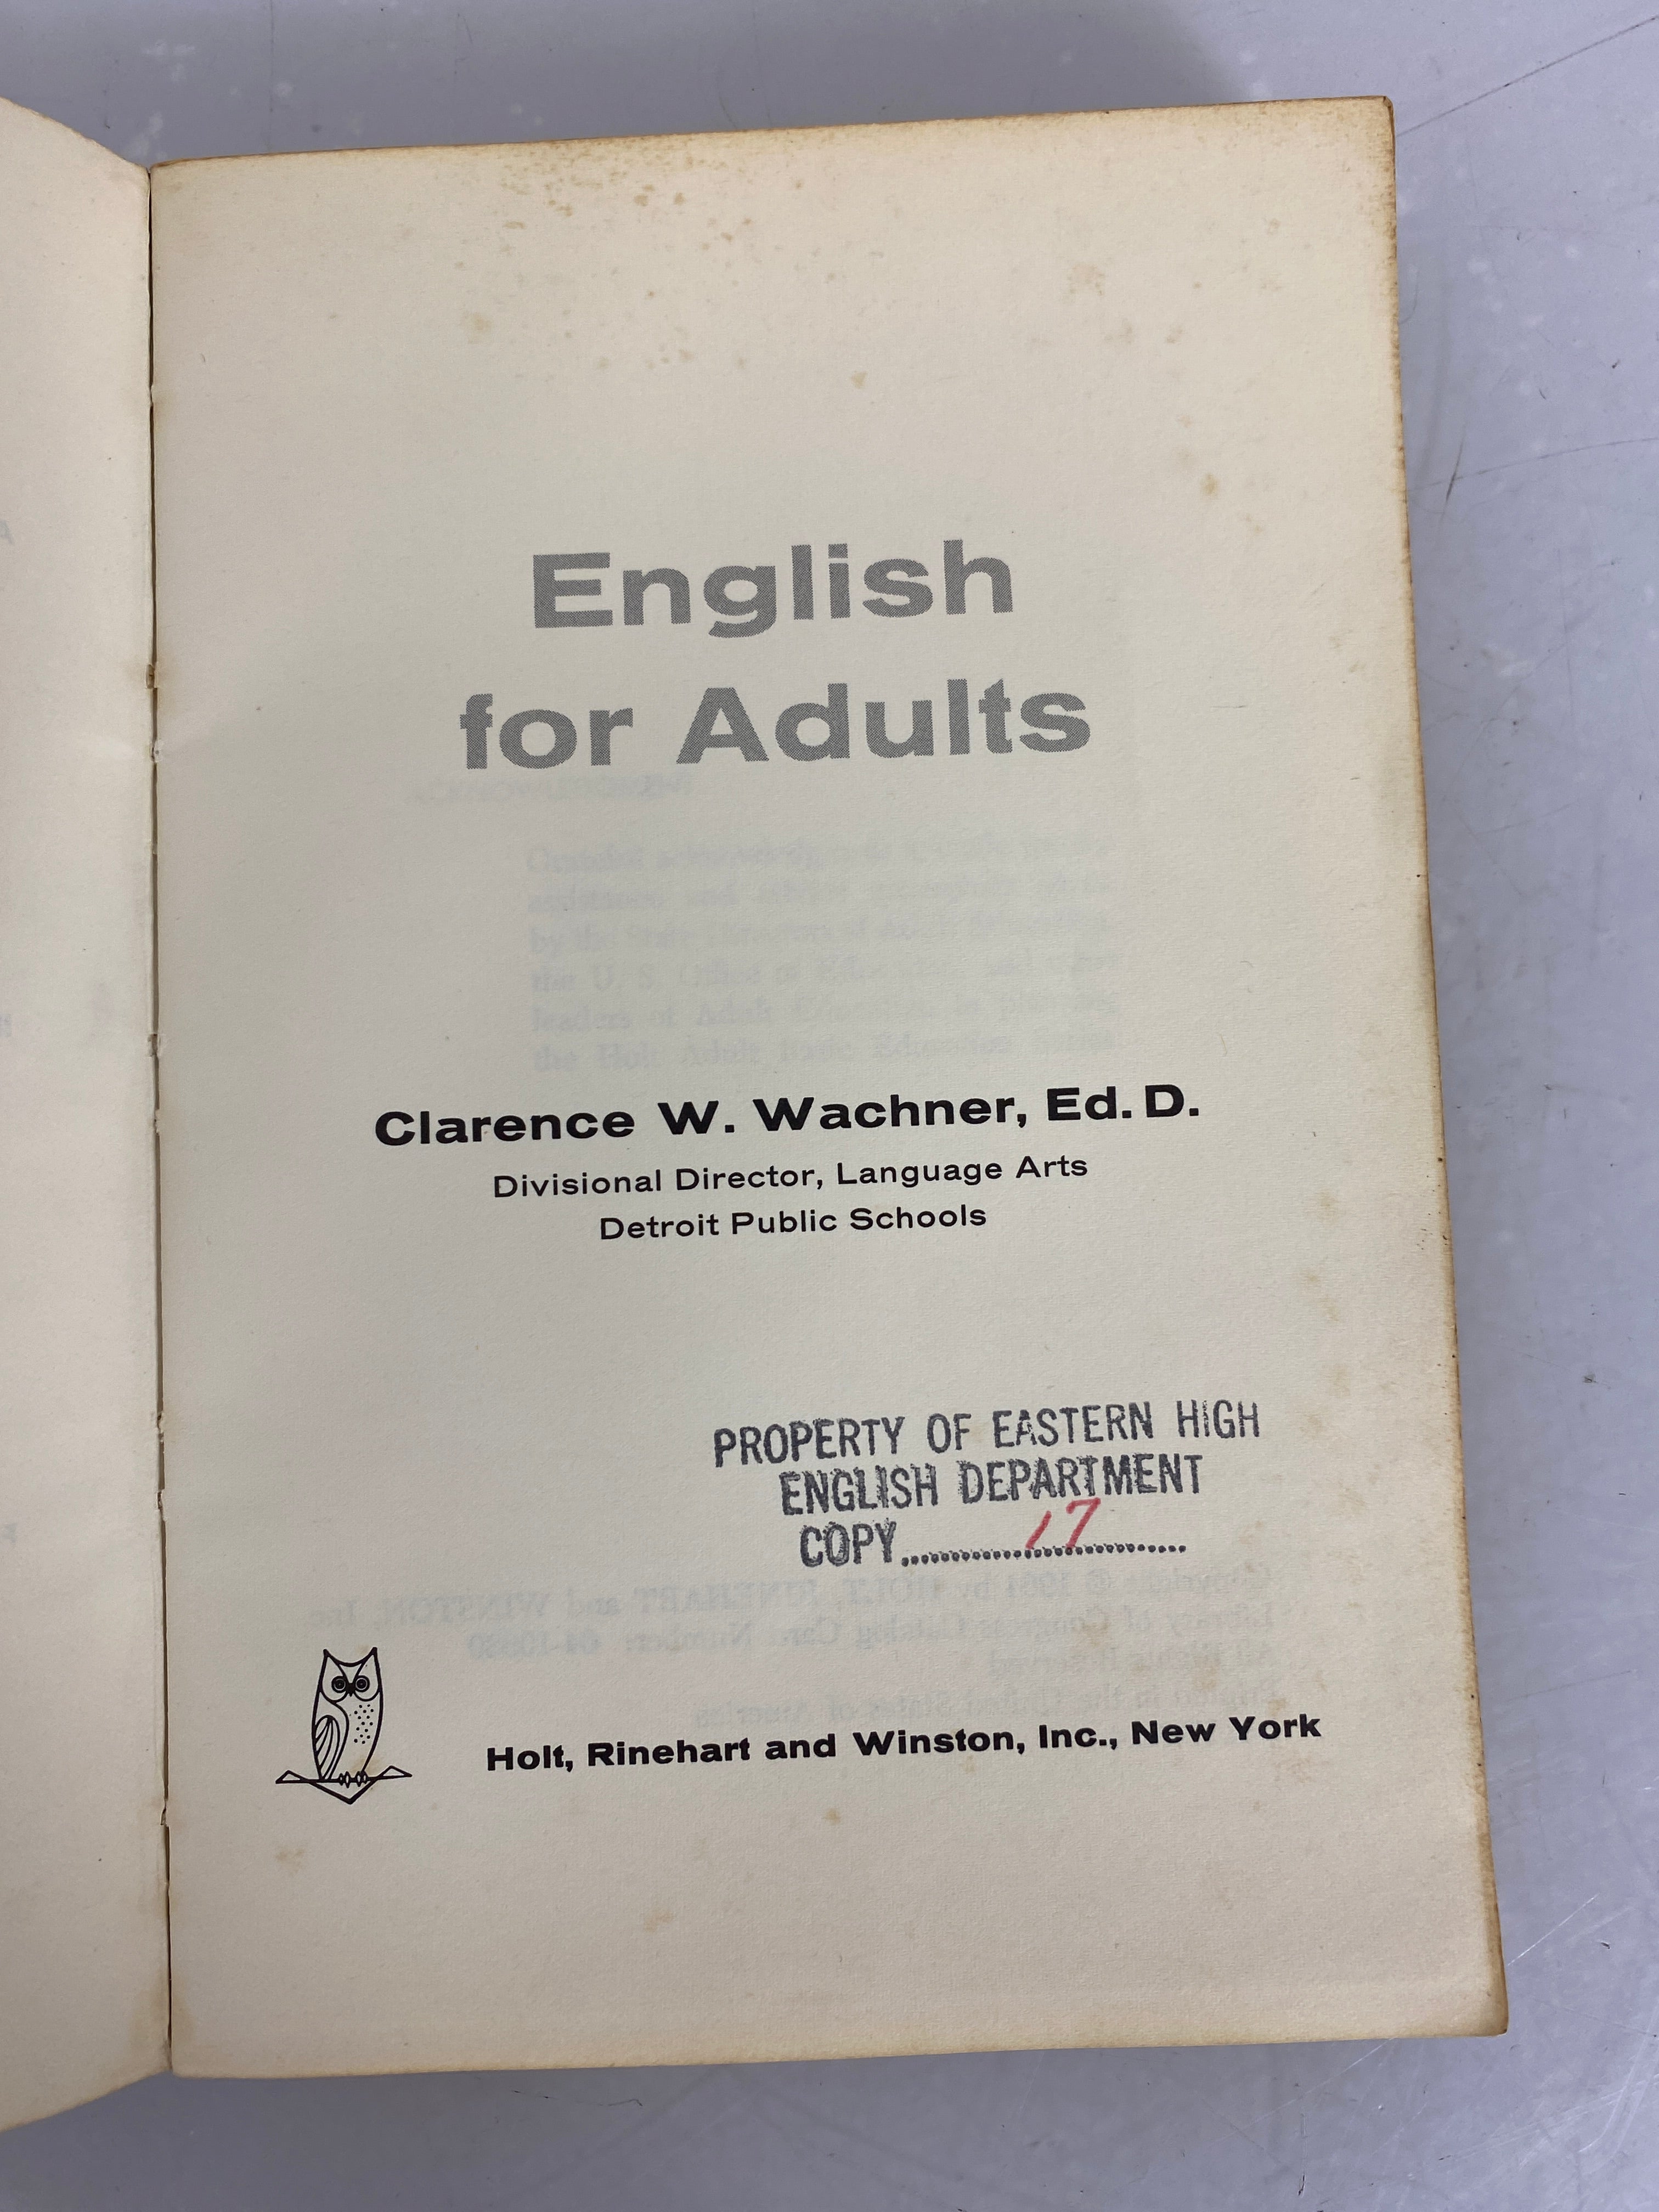 English
for Adults
Clarence W. Wachner, Ed. D.
Divisional Director, Language Arts
Detroit Public Schools
PROPERTY OF EASTERN HIGH
ENGLISH DEPARTMENT
COPY 17
Holt, Rinehart and Winston, Inc., New York